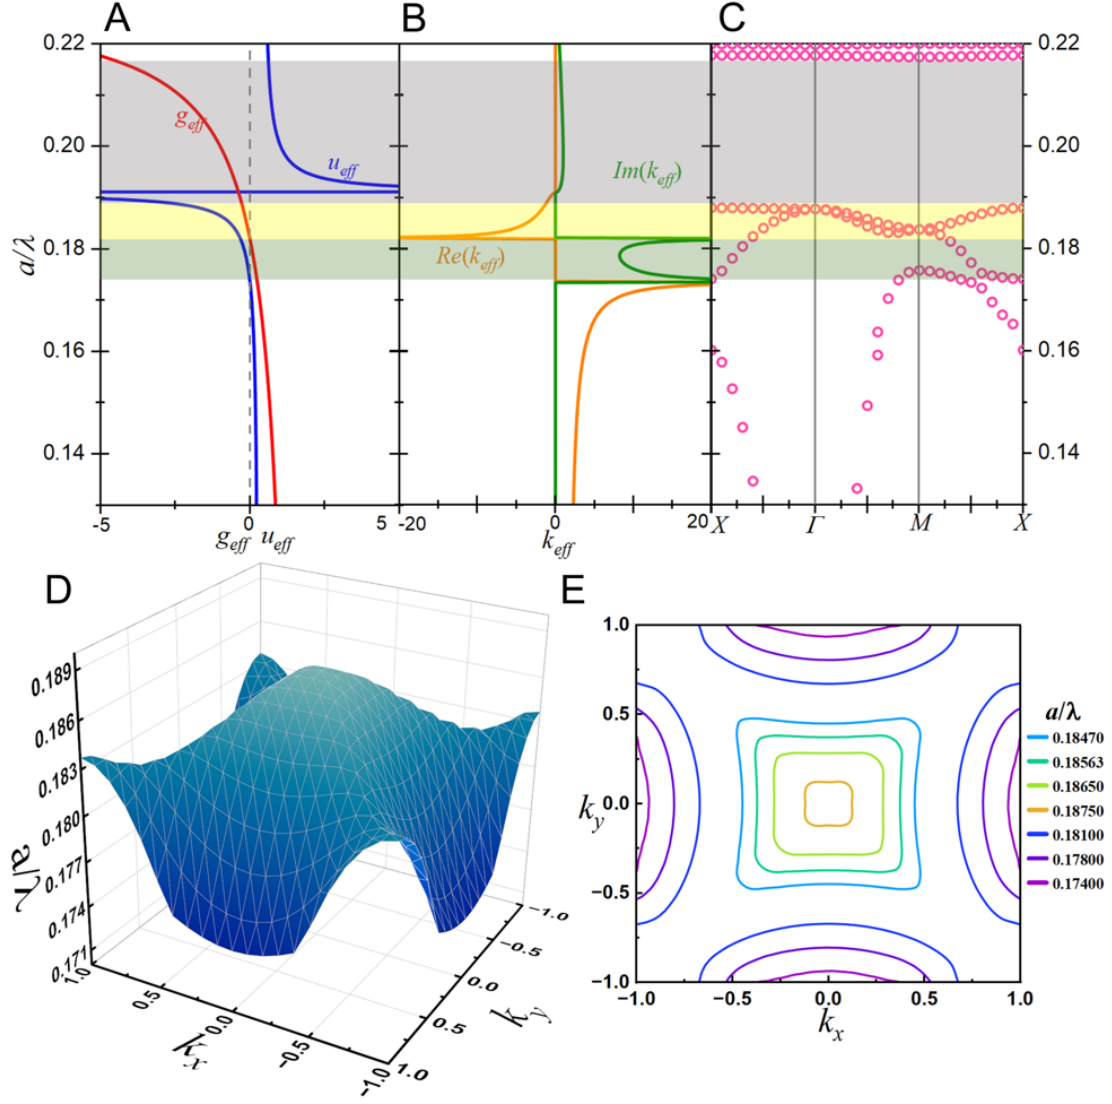 A
B
C
0.22
0.20
0.18
0.16
0.14
a/λ
g_eff
u_eff
-5
0
5
g_eff u_eff
Im(k_eff)
Re(k_eff)
-20
0
20
k_eff
X
Γ
M
X
0.22
0.20
0.18
0.16
0.14
D
0.189
0.186
0.183
0.180
0.177
0.174
0.171
a/λ
1.0
0.5
0.0
−0.5
−1.0
k_x
−1.0
−0.5
0.0
0.5
1.0
k_y
E
1.0
0.5
0.0
−0.5
−1.0
k_y
−1.0
−0.5
0.0
0.5
1.0
k_x
a/λ
0.18470
0.18563
0.18650
0.18750
0.18100
0.17800
0.17400